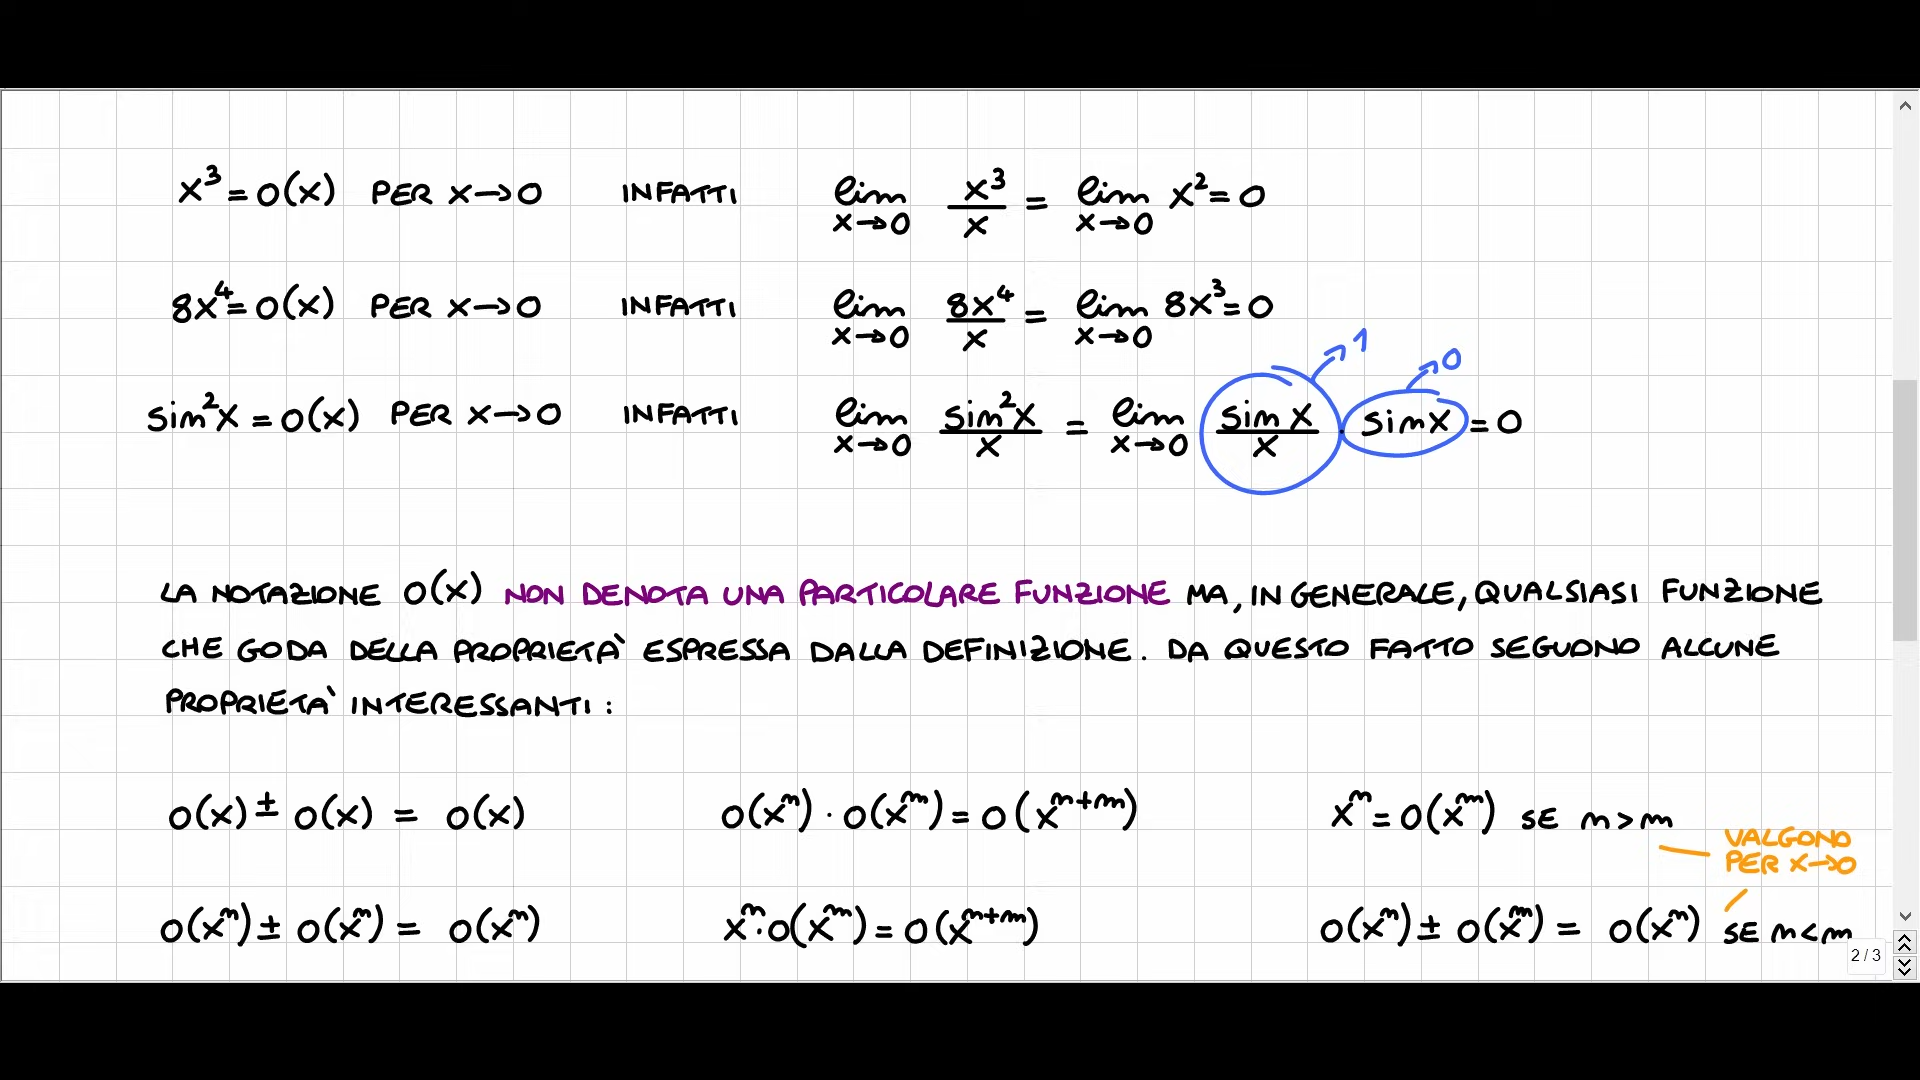 x³ = o(x) PER x→0 INFATTI lim x→0 x³/x = lim x→0 x² = 0
8x⁴ = o(x) PER x→0 INFATTI lim x→0 8x⁴/x = lim x→0 8x³ = 0
→ 1 → 0
sin²x = o(x) PER x→0 INFATTI lim x→0 sin²x/x = lim x→0 sin x/x · sin x = 0
LA NOTAZIONE o(x) NON DENOTA UNA PARTICOLARE FUNZIONE MA, IN GENERALE, QUALSIASI FUNZIONE
CHE GODA DELLA PROPRIETÀ ESPRESSA DALLA DEFINIZIONE. DA QUESTO FATTO SEGUONO ALCUNE
PROPRIETÀ INTERESSANTI:
o(x) ± o(x) = o(x) o(xⁿ) · o(xᵐ) = o(xⁿ⁺ᵐ) xⁿ = o(xᵐ) SE n > m
VALGONO
PER x→0
o(xⁿ) ± o(xⁿ) = o(xⁿ) xⁿ · o(xᵐ) = o(xⁿ⁺ᵐ) o(xⁿ) ± o(xᵐ) = o(xⁿ) SE n < m
2 / 3